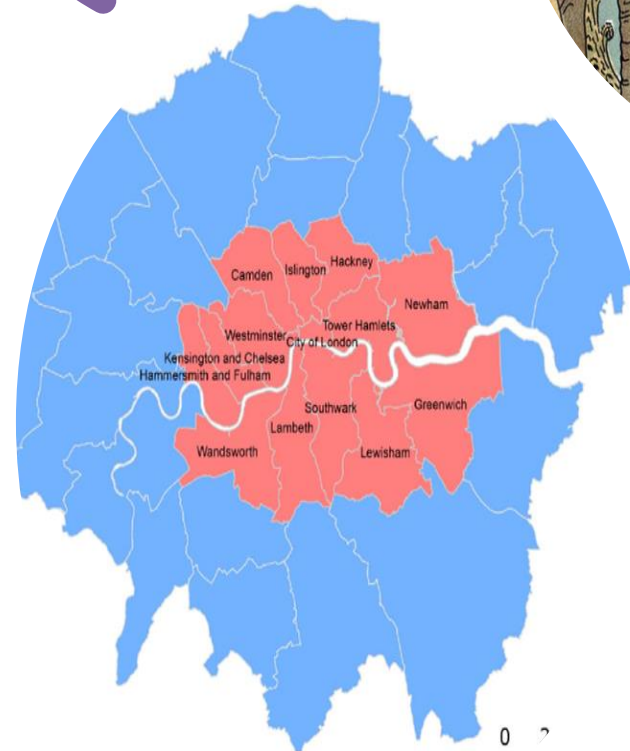 Hackney
Islington
Camden
Newham
Tower Hamlets
Westminster
City of London
Kensington and Chelsea
Hammersmith and Fulham
Greenwich
Southwark
Lambeth
Wandsworth
Lewisham
0